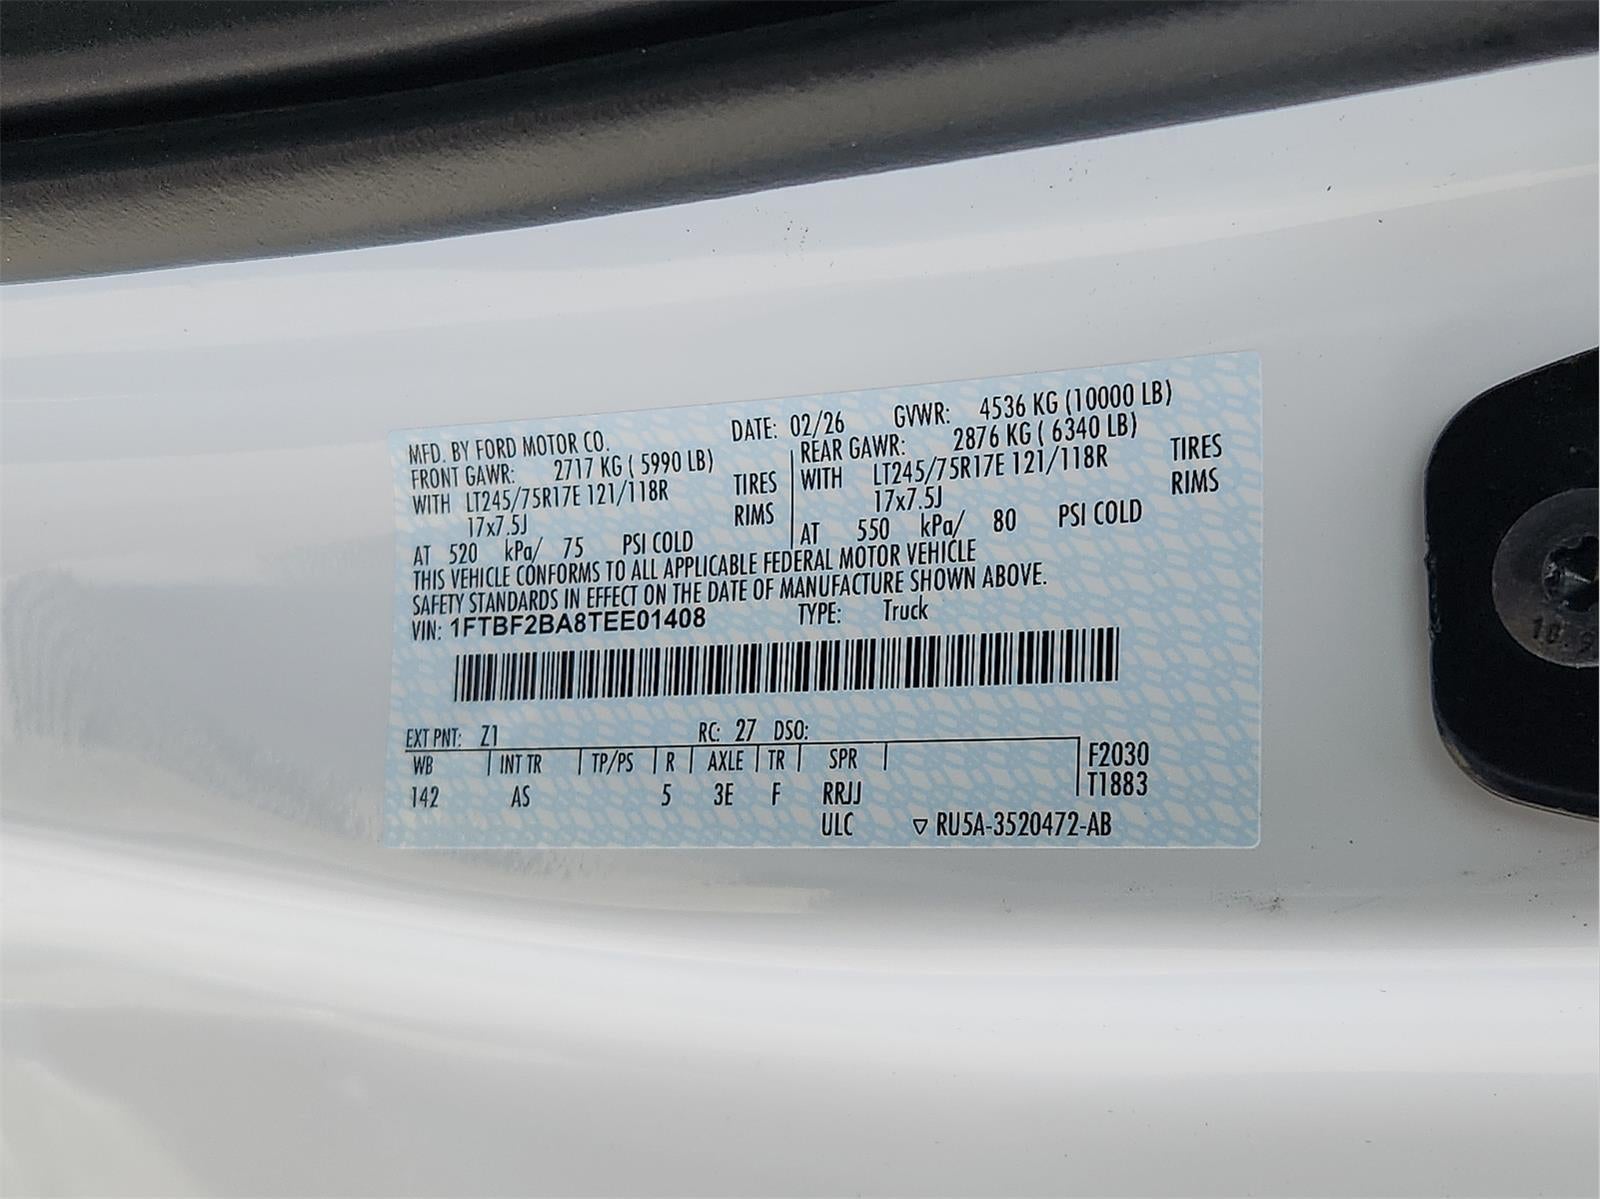 MFD. BY FORD MOTOR CO. DATE: 02/26 GVWR: 4536 KG (10000 LB)
FRONT GAWR: 2717 KG ( 5990 LB) REAR GAWR: 2876 KG ( 6340 LB)
WITH LT245/75R17E 121/118R TIRES WITH LT245/75R17E 121/118R TIRES
17x7.5J RIMS 17x7.5J RIMS
AT 520 kPa/ 75 PSI COLD AT 550 kPa/ 80 PSI COLD
THIS VEHICLE CONFORMS TO ALL APPLICABLE FEDERAL MOTOR VEHICLE
SAFETY STANDARDS IN EFFECT ON THE DATE OF MANUFACTURE SHOWN ABOVE.
VIN: 1FTBF2BA8TEE01408 TYPE: Truck
EXT PNT: Z1 RC: 27 DSO:
WB INT TR TP/PS R AXLE TR SPR F2030
142 AS 5 3E F RRJJ T1883
ULC RU5A-3520472-AB
10.9